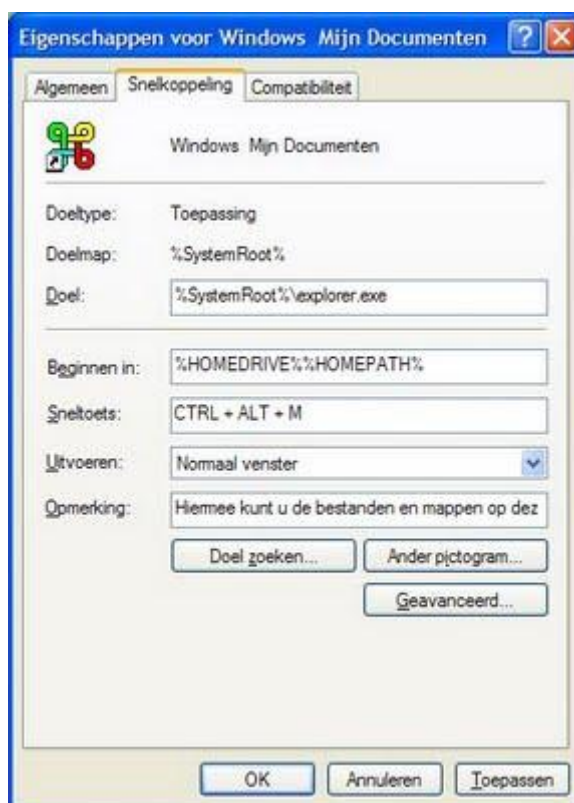 Eigenschappen voor Windows Mijn Documenten
Algemeen Snelkoppeling Compatibiliteit
Windows Mijn Documenten
Doeltype: Toepassing
Doelmap: %SystemRoot%
Doel: %SystemRoot%\explorer.exe
Beginnen in: %HOMEDRIVE%%HOMEPATH%
Sneltoets: CTRL + ALT + M
Uitvoeren: Normaal venster
Opmerking: Hiermee kunt u de bestanden en mappen op dez
Doel zoeken... Ander pictogram...
Geavanceerd...
OK Annuleren Toepassen